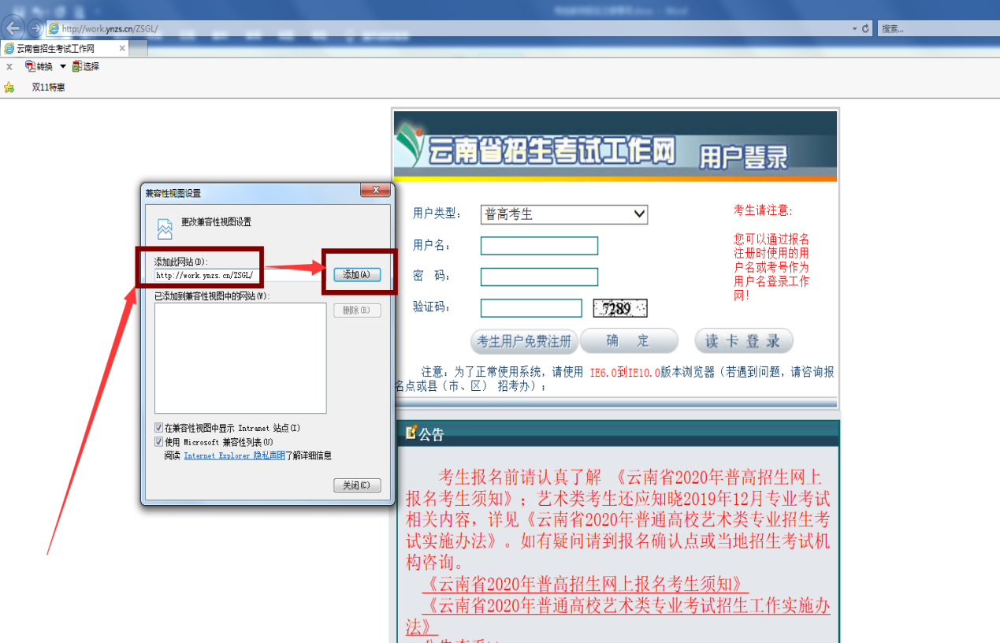 http://work.ynzs.cn/ZSGL/
搜索...
云南省招生考试工作网
转换
选择
双11特惠
云南省招生考试工作网 用户登录
兼容性视图设置
更改兼容性视图设置
添加此网站(D):
http://work.ynzs.cn/ZSGL/
添加(A)
已添加到兼容性视图中的网站(W):
删除(R)
在兼容性视图中显示 Intranet 站点(I)
使用 Microsoft 兼容性列表(U)
阅读 Internet Explorer 隐私声明了解详细信息
关闭(C)
用户类型: 普高考生
用户名:
密 码:
验证码: 7289
考生请注意:
您可以通过报名
注册时使用的用
户名或考号作为
用户名登录工作
网!
考生用户免费注册 确 定 读 卡 登 录
注意: 为了正常使用系统, 请使用 IE6.0到IE10.0版本浏览器 (若遇到问题, 请咨询报
名点或县 (市、区) 招考办);
公告
考生报名前请认真了解 《云南省2020年普高招生网上
报名考生须知》; 艺术类考生还应知晓2019年12月专业考试
相关内容, 详见《云南省2020年普通高校艺术类专业招生考
试实施办法》。如有疑问请到报名确认点或当地招生考试机
构咨询。
《云南省2020年普高招生网上报名考生须知》
《云南省2020年普通高校艺术类专业考试招生工作实施办
法》